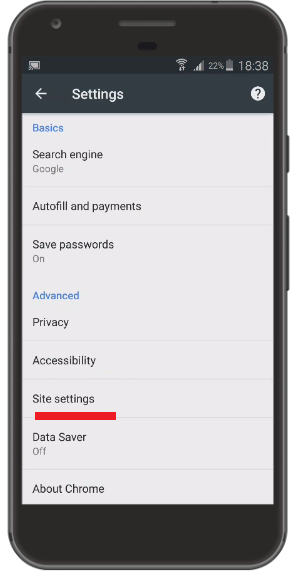 22% 18:38
Settings
Basics
Search engine
Google
Autofill and payments
Save passwords
On
Advanced
Privacy
Accessibility
Site settings
Data Saver
Off
About Chrome